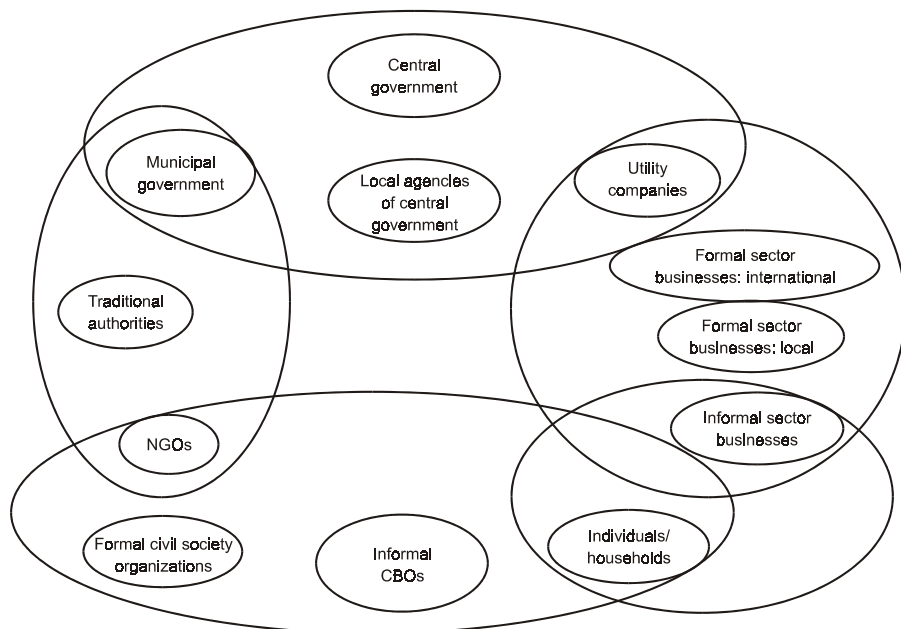 Central
government
Municipal
government
Local agencies
of central
government
Utility
companies
Formal sector
businesses: international
Traditional
authorities
Formal sector
businesses: local
NGOs
Informal sector
businesses
Formal civil society
organizations
Informal
CBOs
Individuals/
households